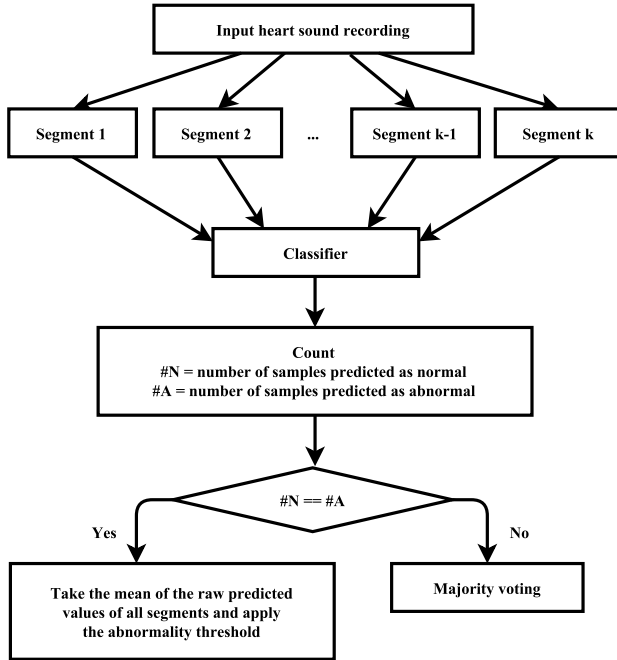 Input heart sound recording
Segment 1
Segment 2
...
Segment k-1
Segment k
Classifier
Count
#N = number of samples predicted as normal
#A = number of samples predicted as abnormal
#N == #A
Yes
No
Take the mean of the raw predicted
values of all segments and apply
the abnormality threshold
Majority voting